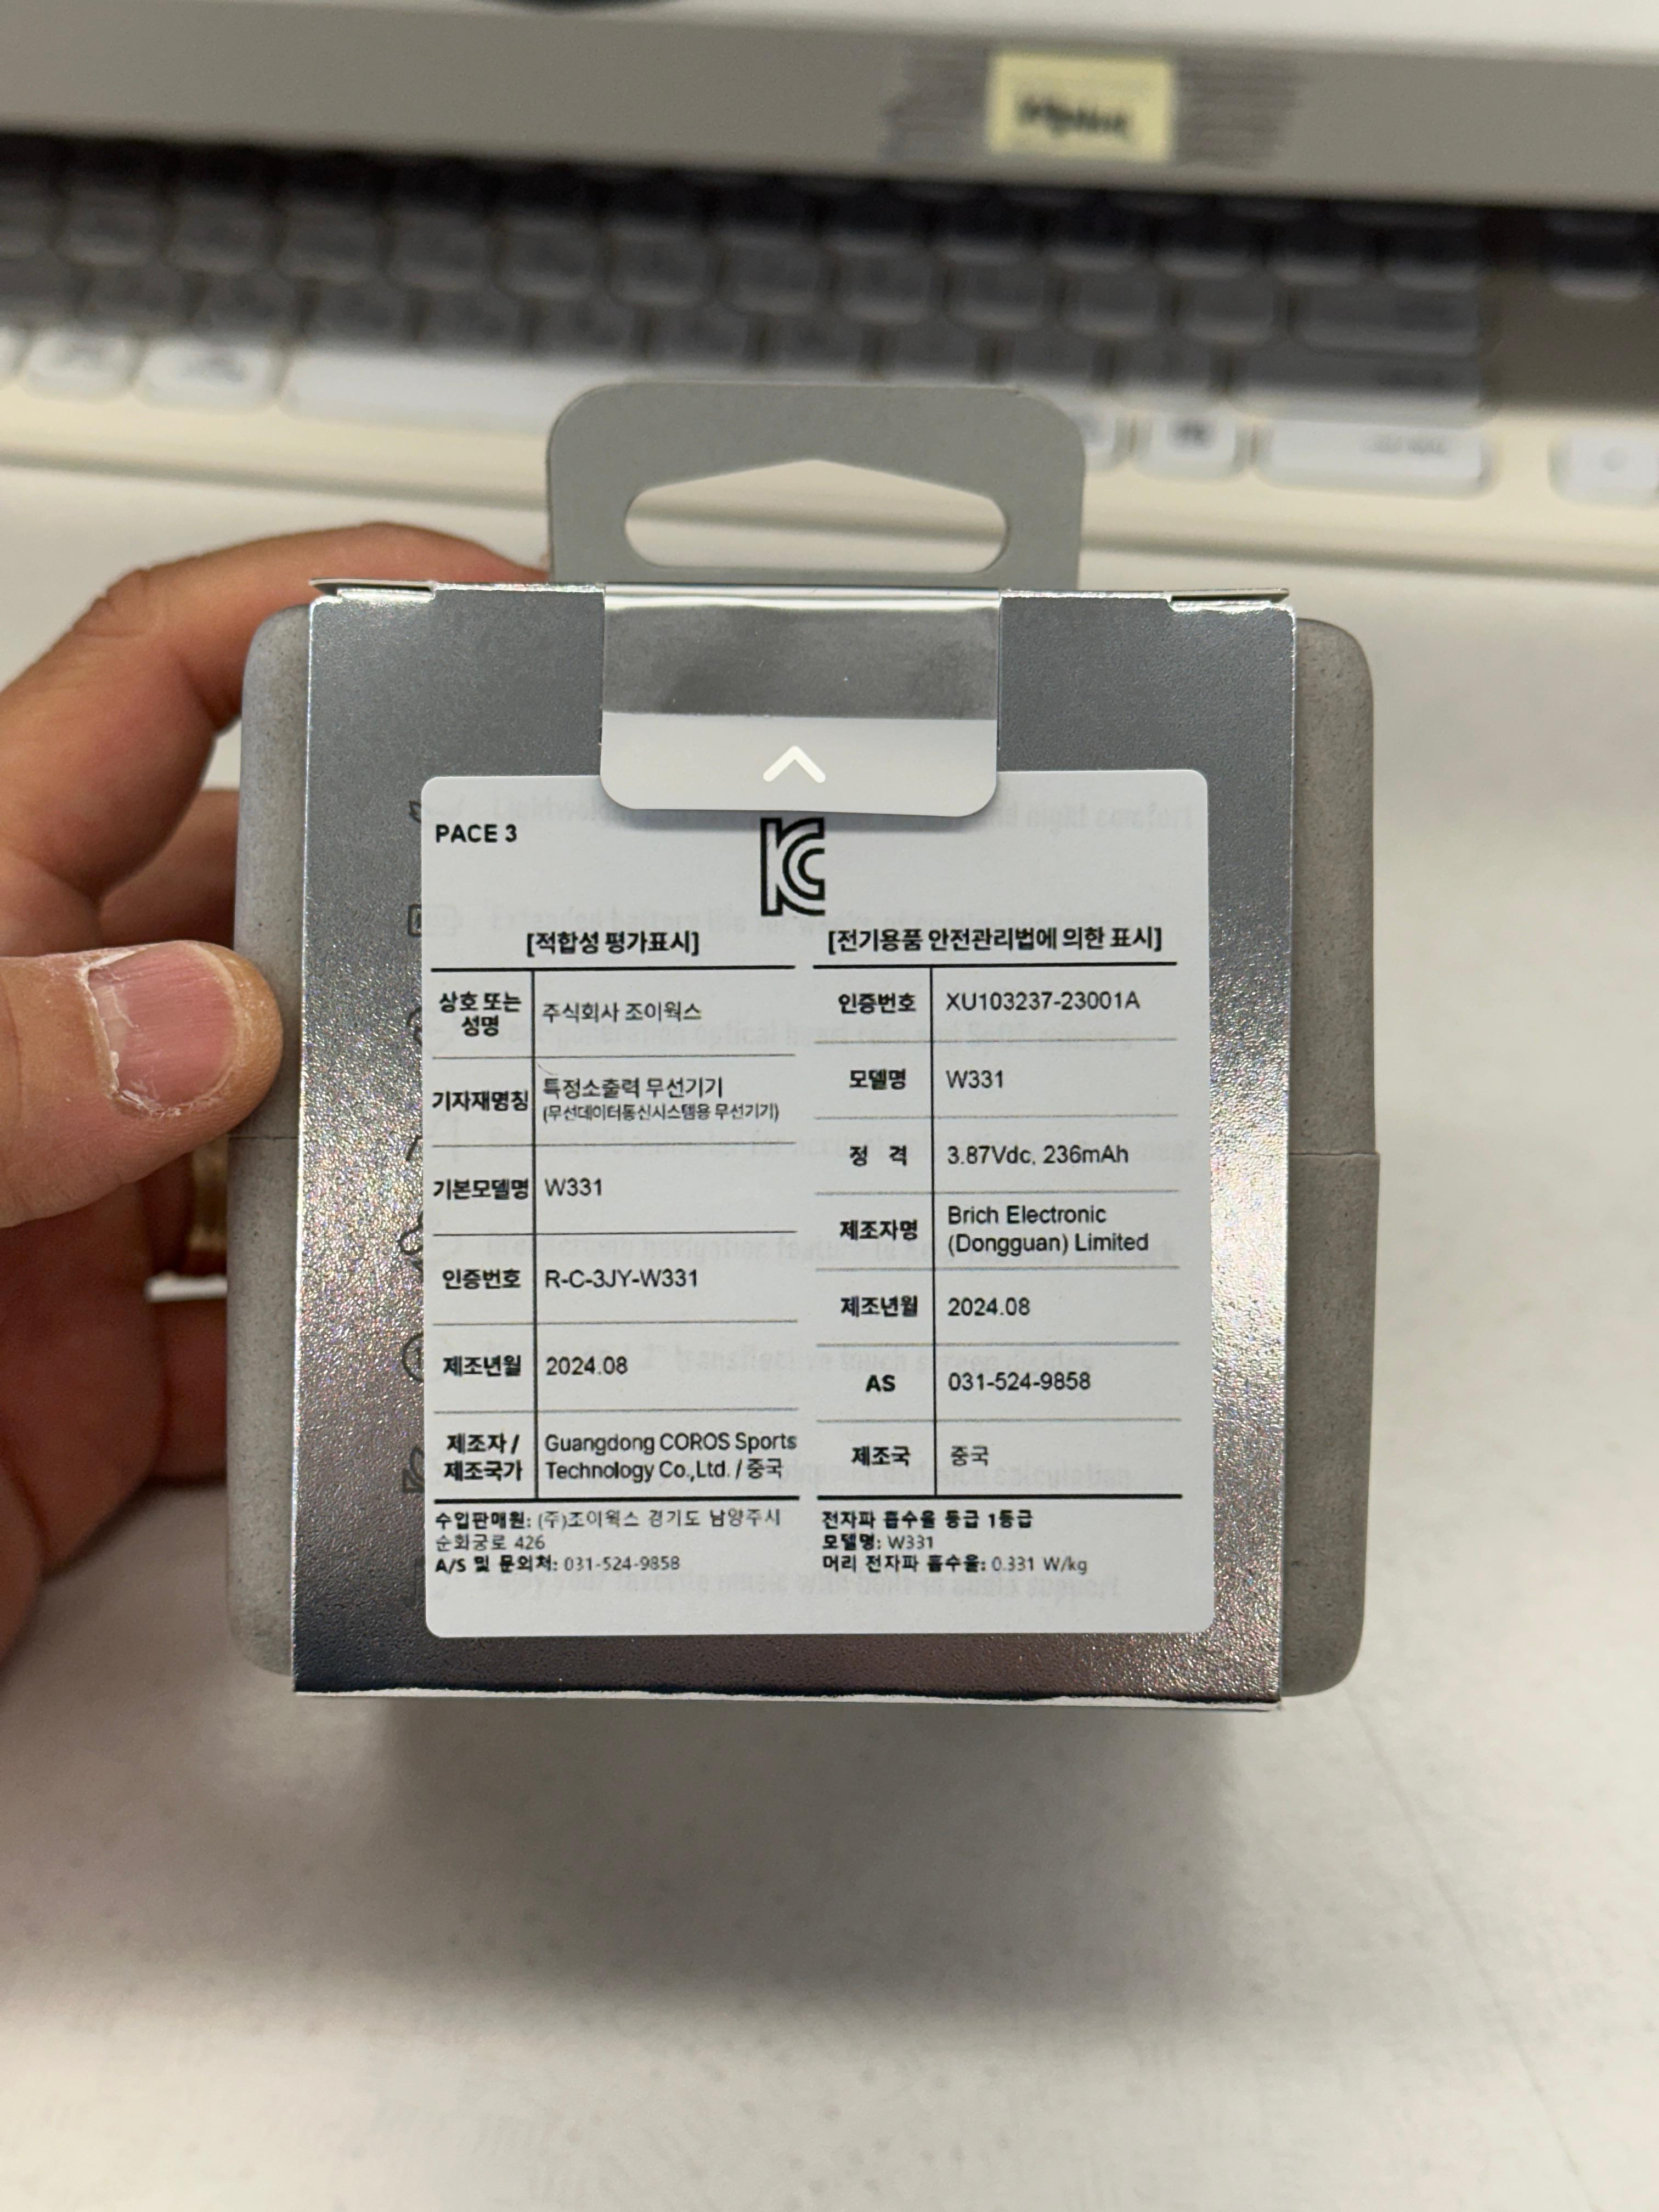 PACE 3
[적합성 평가표시]
상호 또는
성명
주식회사 조이웍스
기자재명칭
특정소출력 무선기기
(무선데이터통신시스템용 무선기기)
기본모델명
W331
인증번호
R-C-3JY-W331
제조년월
2024.08
제조자 /
제조국가
Guangdong COROS Sports
Technology Co.,Ltd. / 중국
수입판매원: (주)조이웍스 경기도 남양주시
순화궁로 426
A/S 및 문의처: 031-524-9858
[전기용품 안전관리법에 의한 표시]
인증번호
XU103237-23001A
모델명
W331
정 격
3.87Vdc, 236mAh
제조자명
Brich Electronic
(Dongguan) Limited
제조년월
2024.08
AS
031-524-9858
제조국
중국
전자파 흡수율 등급 1등급
모델명: W331
머리 전자파 흡수율: 0.331 W/kg